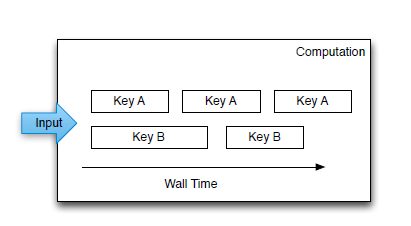 Computation
Key A Key A Key A
Input
Key B Key B
Wall Time